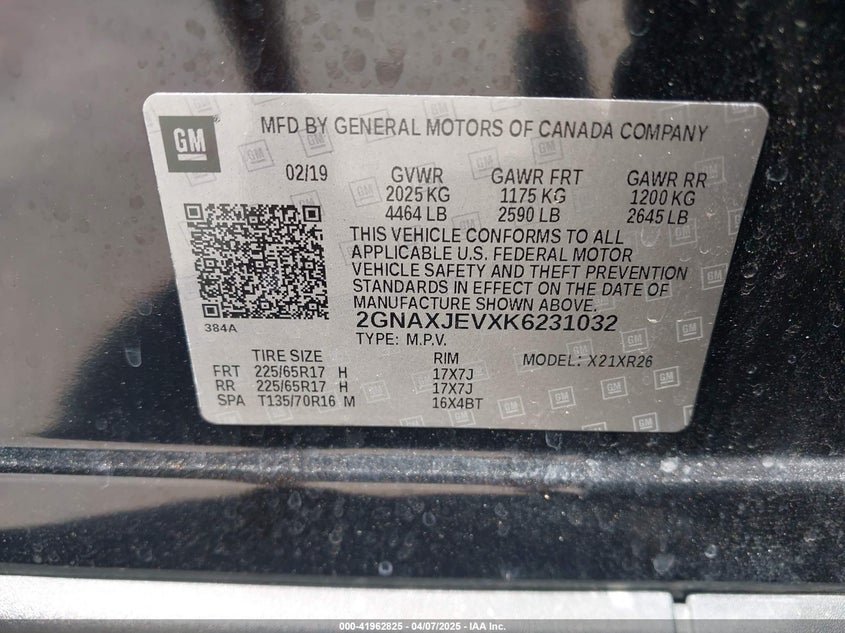 GM
MFD BY GENERAL MOTORS OF CANADA COMPANY
02/19 GVWR GAWR FRT GAWR RR
2025 KG 1175 KG 1200 KG
4464 LB 2590 LB 2645 LB
THIS VEHICLE CONFORMS TO ALL
APPLICABLE U.S. FEDERAL MOTOR
VEHICLE SAFETY AND THEFT PREVENTION
STANDARDS IN EFFECT ON THE DATE OF
MANUFACTURE SHOWN ABOVE.
384A 2GNAXJEVXK6231032
TYPE: M.P.V.
TIRE SIZE RIM MODEL: X21XR26
FRT 225/65R17 H 17X7J
RR 225/65R17 H 17X7J
SPA T135/70R16 M 16X4BT
000-41962825 - 04/07/2025 - IAA Inc.